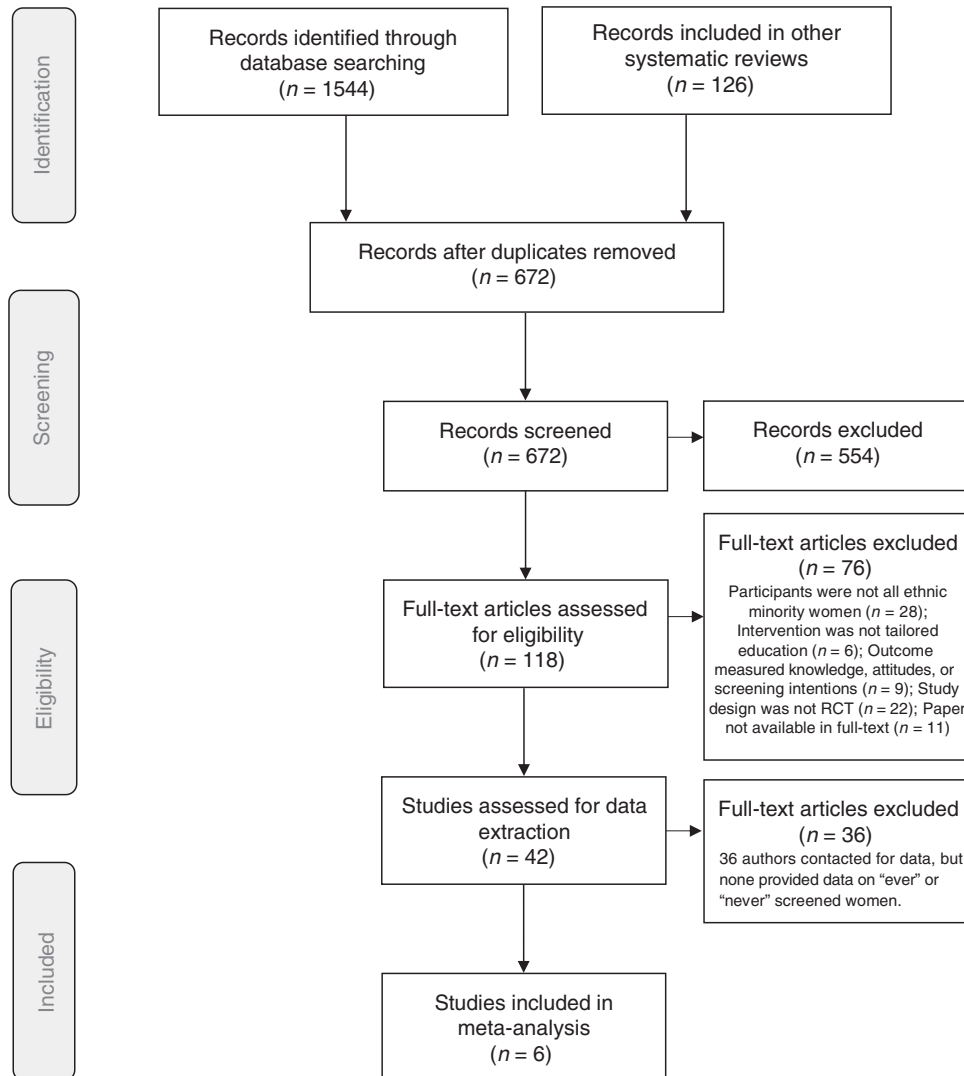 Identification
Records identified through
database searching
(n = 1544)
Records included in other
systematic reviews
(n = 126)
Records after duplicates removed
(n = 672)
Screening
Records screened
(n = 672)
Records excluded
(n = 554)
Eligibility
Full-text articles assessed
for eligibility
(n = 118)
Full-text articles excluded
(n = 76)
Participants were not all ethnic
minority women (n = 28);
Intervention was not tailored
education (n = 6); Outcome
measured knowledge, attitudes, or
screening intentions (n = 9); Study
design was not RCT (n = 22); Paper
not available in full-text (n = 11)
Studies assessed for data
extraction
(n = 42)
Full-text articles excluded
(n = 36)
36 authors contacted for data, but
none provided data on “ever” or
“never” screened women.
Included
Studies included in
meta-analysis
(n = 6)